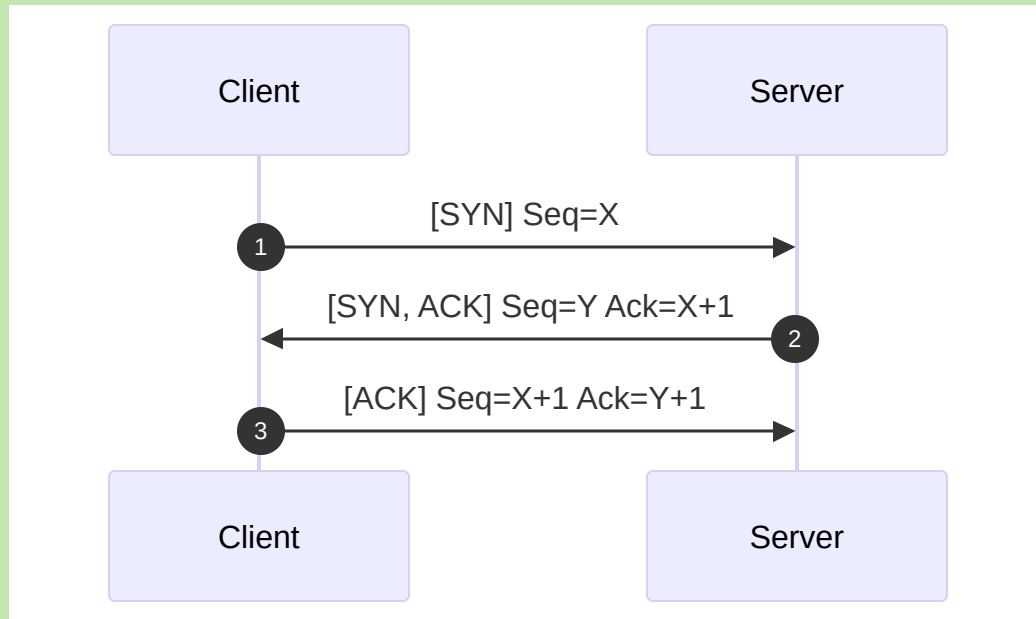 Client
Server
[SYN] Seq=X
1
[SYN, ACK] Seq=Y Ack=X+1
2
[ACK] Seq=X+1 Ack=Y+1
3
Client
Server